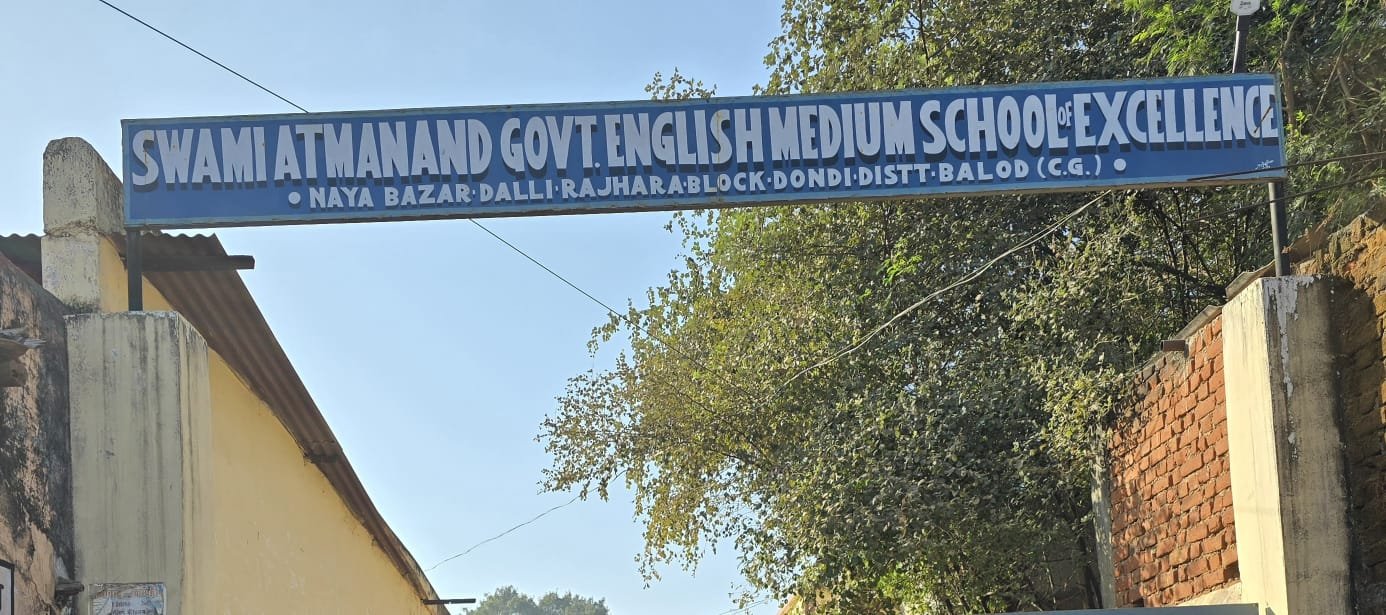 SWAMI ATMANAND GOVT. ENGLISH MEDIUM SCHOOL OF EXCELLENCE
• NAYA BAZAR·DALLI·RAJHARA·BLOCK·DONDI·DISTT·BALOD (C.G.) •